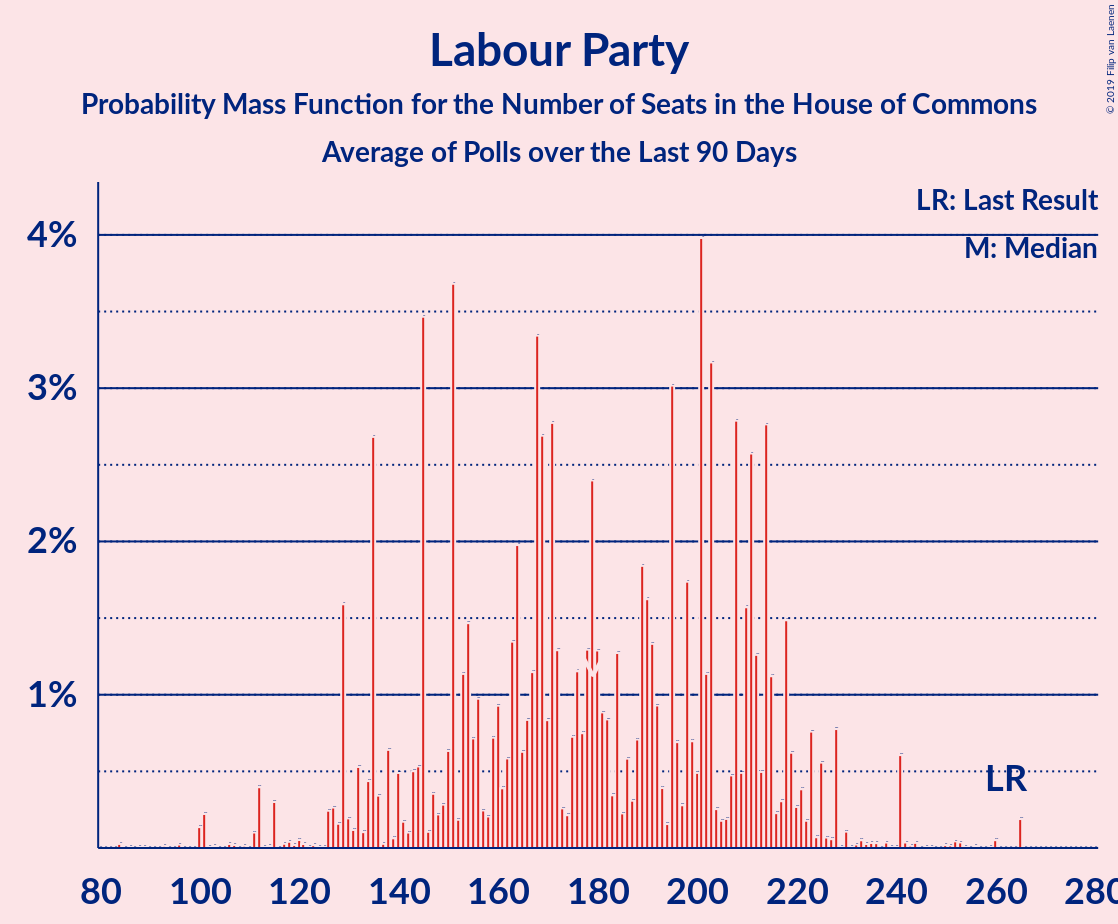 Labour Party
Probability Mass Function for the Number of Seats in the House of Commons
Average of Polls over the Last 90 Days
© 2019 Filip van Laenen
LR: Last Result
M: Median
4%
3%
2%
1%
LR
80 100 120 140 160 180 200 220 240 260 280